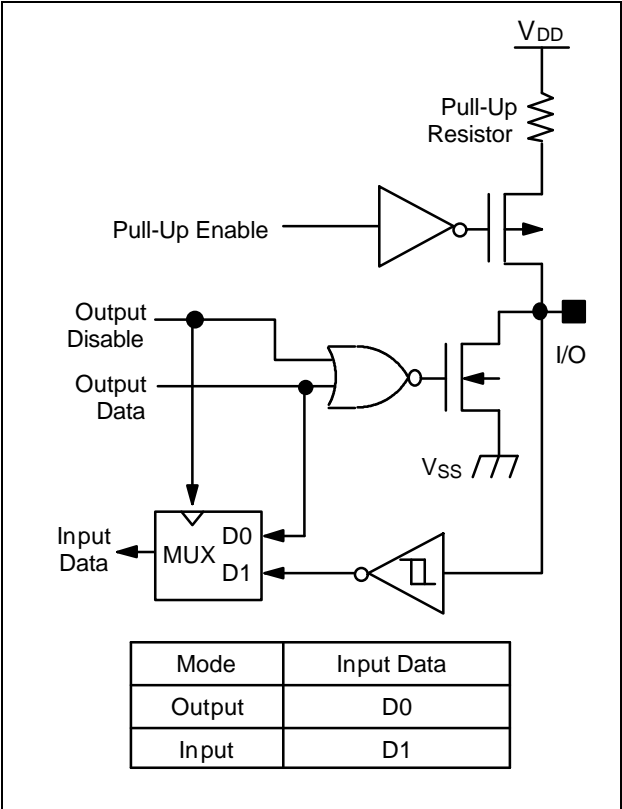 VDD
Pull-Up
Resistor
Pull-Up Enable
Output
Disable
I/O
Output
Data
VSS
Input
Data
MUX
D0
D1
Mode Input Data
Output D0
Input D1